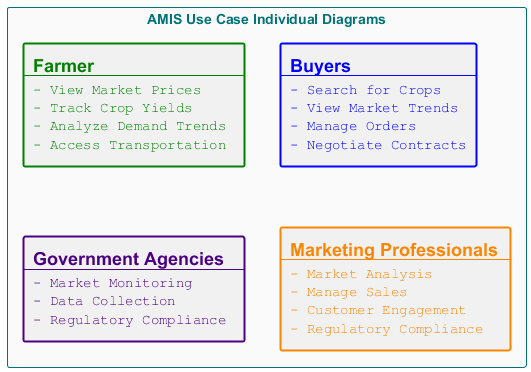 AMIS Use Case Individual Diagrams
Farmer
- View Market Prices
- Track Crop Yields
- Analyze Demand Trends
- Access Transportation
Buyers
- Search for Crops
- View Market Trends
- Manage Orders
- Negotiate Contracts
Government Agencies
- Market Monitoring
- Data Collection
- Regulatory Compliance
Marketing Professionals
- Market Analysis
- Manage Sales
- Customer Engagement
- Regulatory Compliance